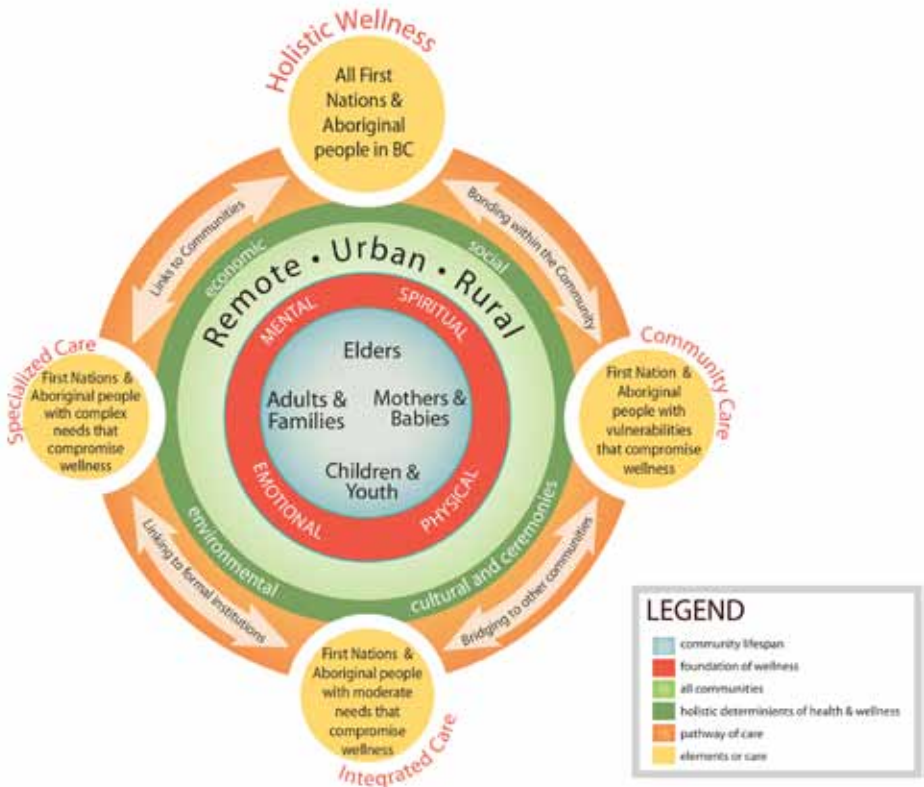 Holistic Wellness
All First
Nations &
Aboriginal
people in BC
Links to Communities
Bonding within the Community
economic
social
Remote • Urban • Rural
MENTAL
SPIRITUAL
Elders
Adults &
Families
Mothers &
Babies
Children &
Youth
EMOTIONAL
PHYSICAL
Specialized Care
First Nations &
Aboriginal people
with complex
needs that
compromise
wellness
Community Care
First Nation &
Aboriginal
people with
vulnerabilities
that compromise
wellness
environmental
cultural and ceremonies
Linking to formal institutions
Bridging to other communities
First Nations &
Aboriginal people
with moderate
needs that
compromise
wellness
Integrated Care
LEGEND
community lifespan
foundation of wellness
all communities
holistic determinients of health & wellness
pathway of care
elements or care